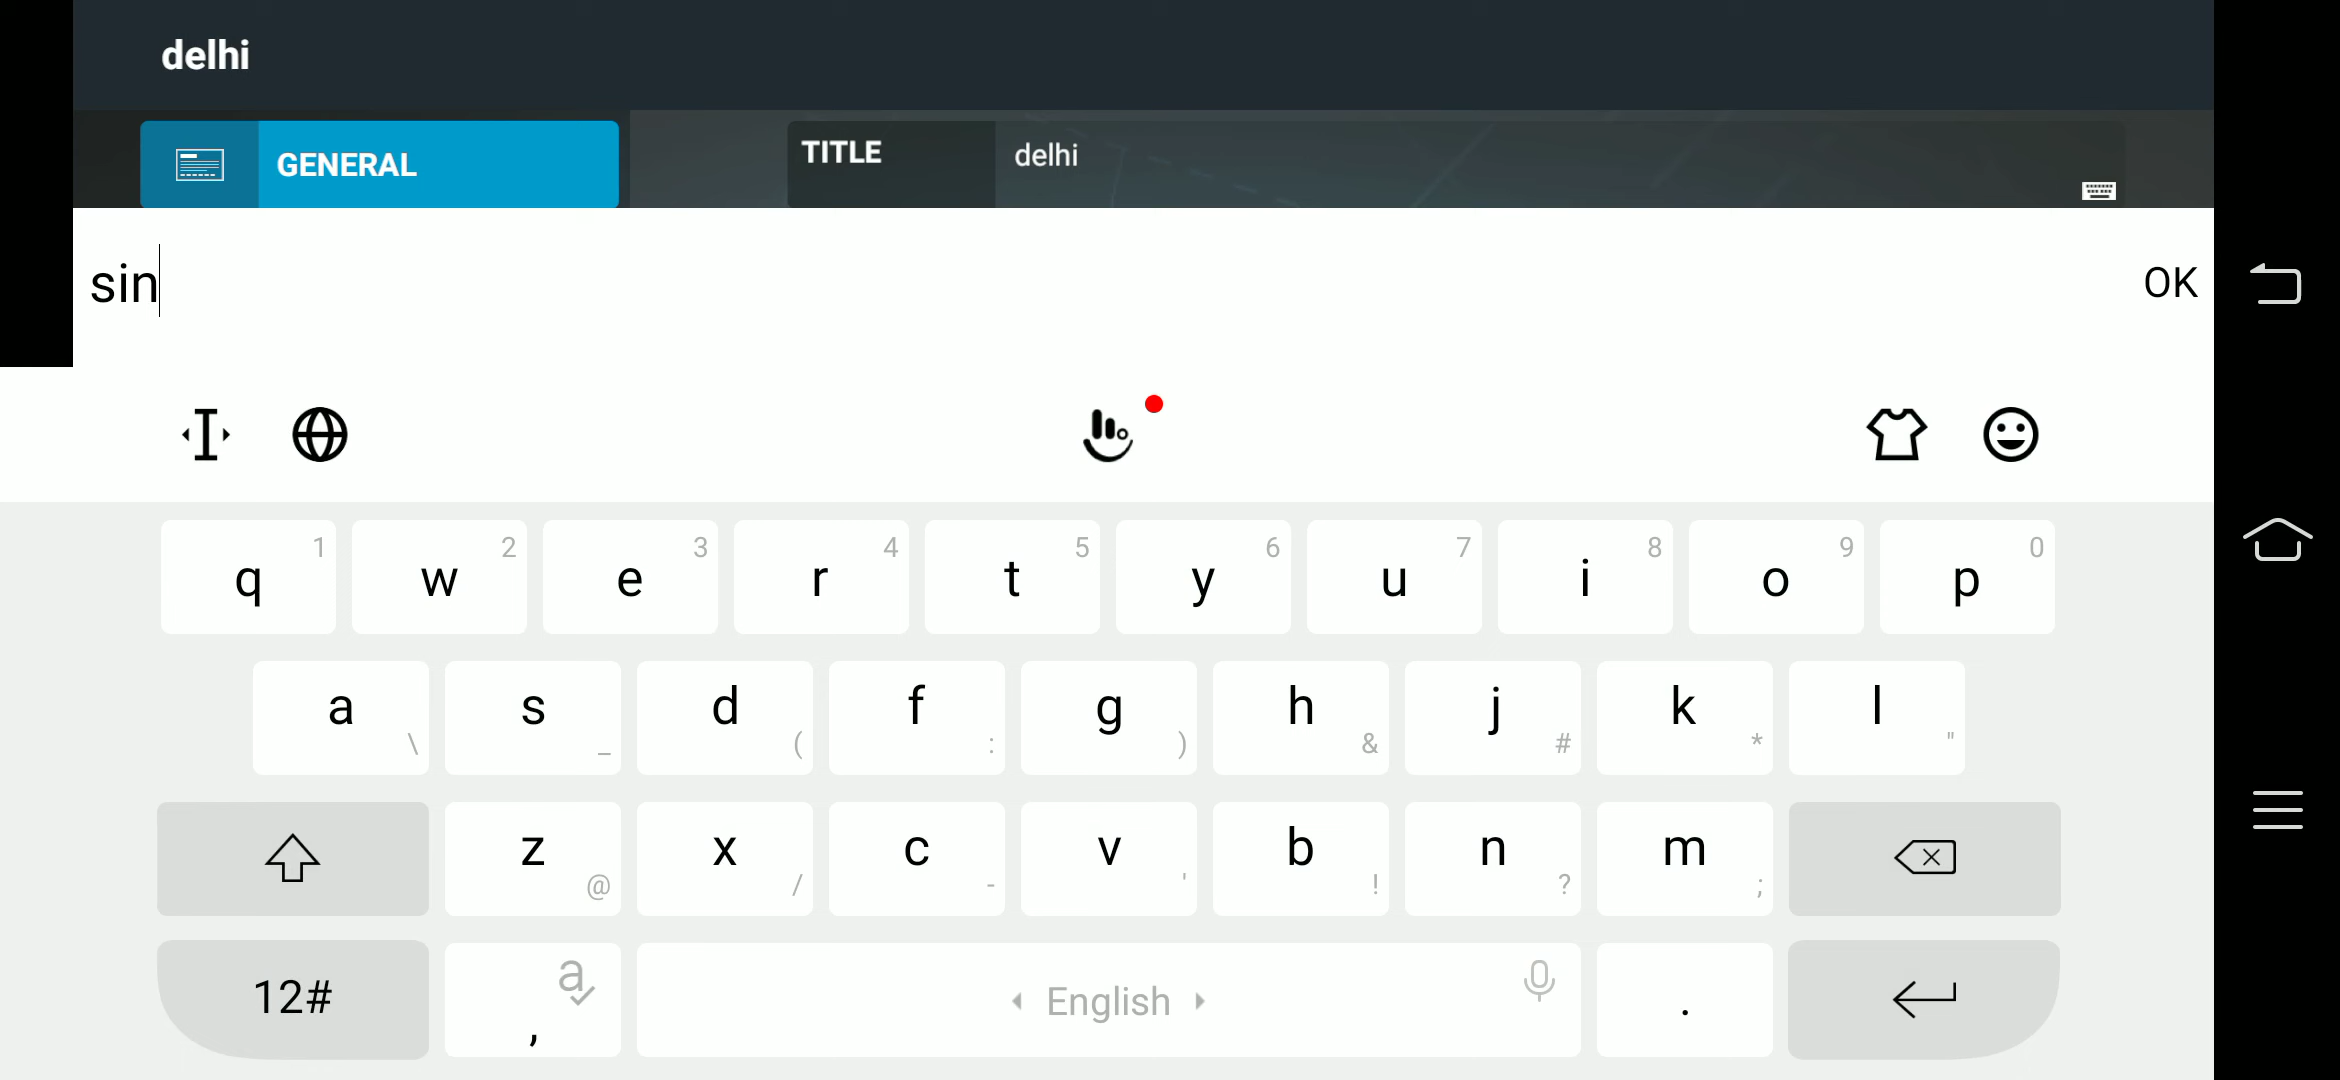 delhi
GENERAL
TITLE delhi
sin
OK
q 1 w 2 e 3 r 4 t 5 y 6 u 7 i 8 o 9 p 0
a \ s _ d ( f : g ) h & j # k * l "
z @ x / c - v ' b ! n ? m ;
12# , a English .